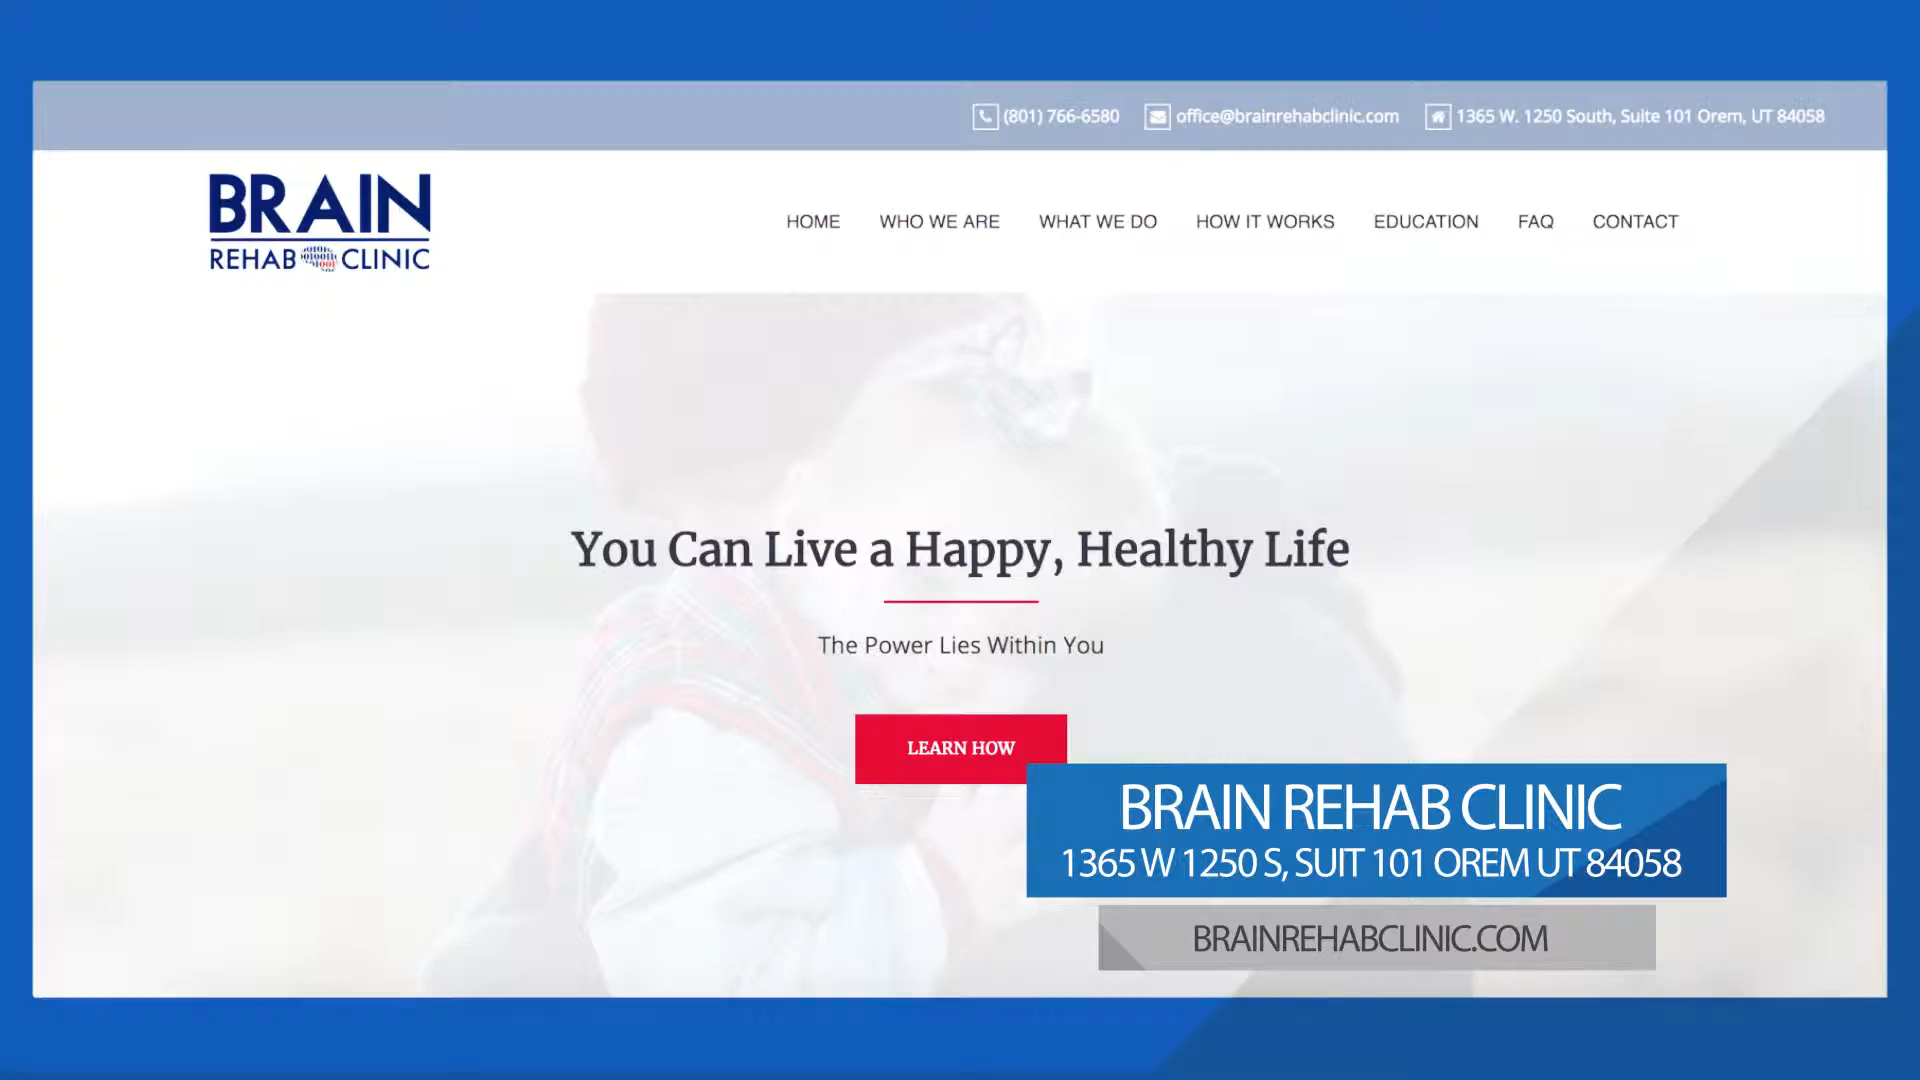 (801) 766-6580 office@brainrehabclinic.com 1365 W. 1250 South, Suite 101 Orem, UT 84058
BRAIN
REHAB CLINIC
HOME WHO WE ARE WHAT WE DO HOW IT WORKS EDUCATION FAQ CONTACT
You Can Live a Happy, Healthy Life
The Power Lies Within You
LEARN HOW
BRAIN REHAB CLINIC
1365 W 1250 S, SUIT 101 OREM UT 84058
BRAINREHABCLINIC.COM